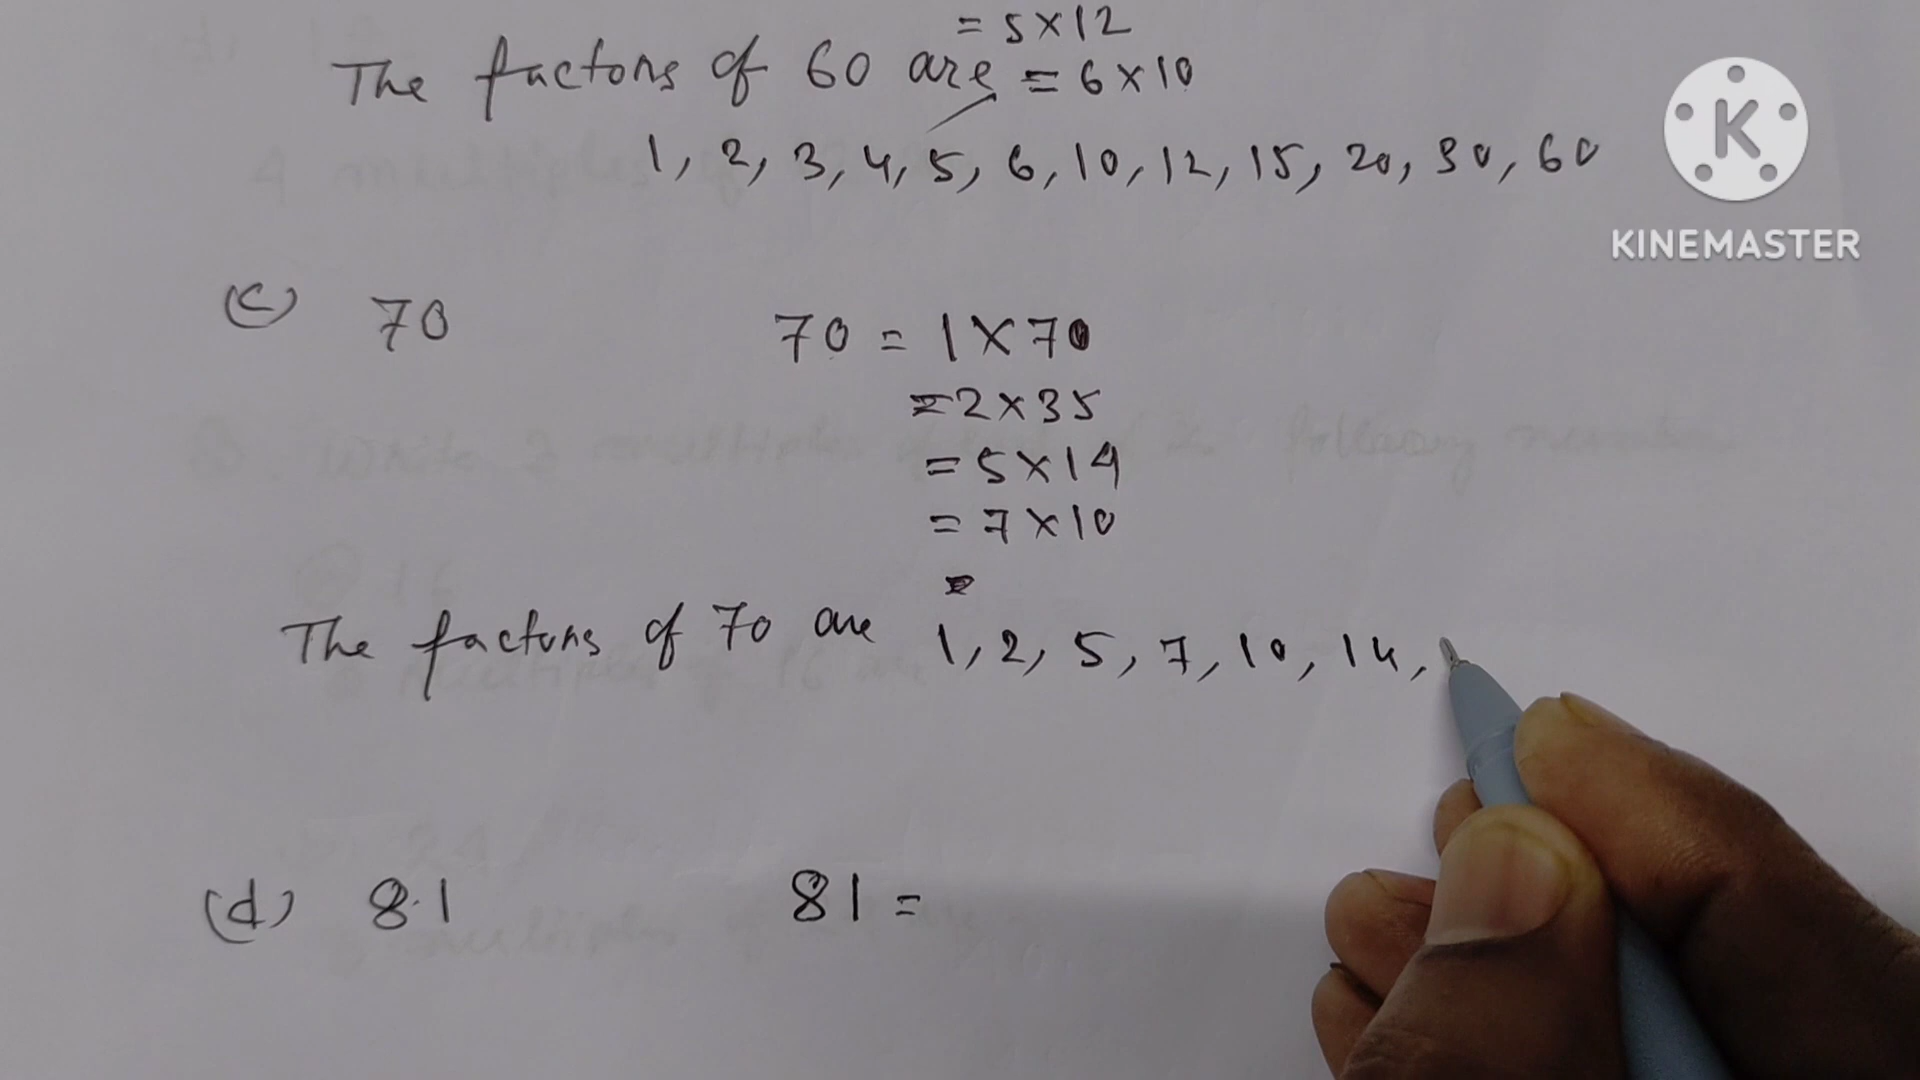 = 5 × 12
The factors of 60 are = 6 × 10
1, 2, 3, 4, 5, 6, 10, 12, 15, 20, 30, 60
KINEMASTER
(c) 70 70 = 1 × 70
= 2 × 35
= 5 × 14
= 7 × 10
=
The factors of 70 are 1, 2, 5, 7, 10, 14,
(d) 81 81 =